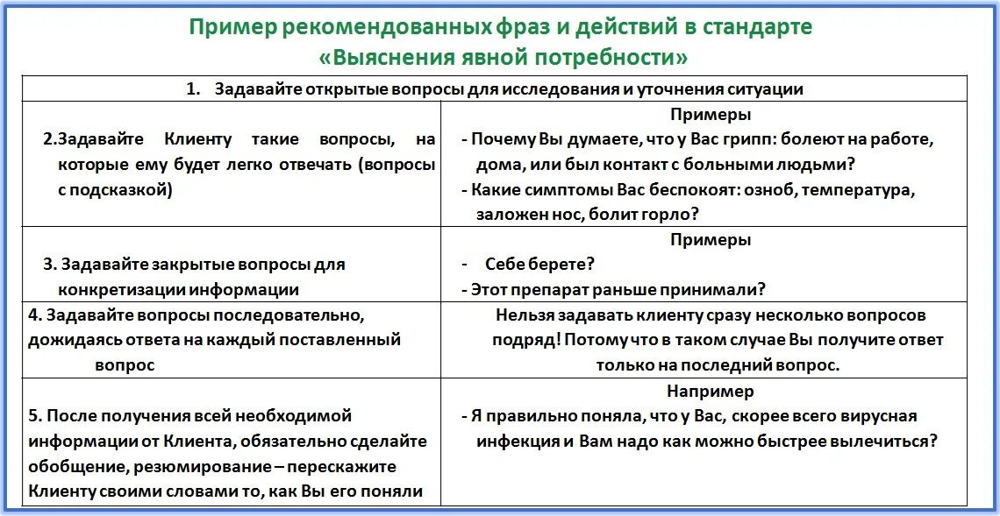 Пример рекомендованных фраз и действий в стандарте
«Выяснения явной потребности»
1. Задавайте открытые вопросы для исследования и уточнения ситуации
2.Задавайте Клиенту такие вопросы, на
которые ему будет легко отвечать (вопросы
с подсказкой)
Примеры
- Почему Вы думаете, что у Вас грипп: болеют на работе,
дома, или был контакт с больными людьми?
- Какие симптомы Вас беспокоят: озноб, температура,
заложен нос, болит горло?
3. Задавайте закрытые вопросы для
конкретизации информации
Примеры
- Себе берете?
- Этот препарат раньше принимали?
4. Задавайте вопросы последовательно,
дожидаясь ответа на каждый поставленный
вопрос
Нельзя задавать клиенту сразу несколько вопросов
подряд! Потому что в таком случае Вы получите ответ
только на последний вопрос.
5. После получения всей необходимой
информации от Клиента, обязательно сделайте
обобщение, резюмирование – перескажите
Клиенту своими словами то, как Вы его поняли
Например
- Я правильно поняла, что у Вас, скорее всего вирусная
инфекция и Вам надо как можно быстрее вылечиться?